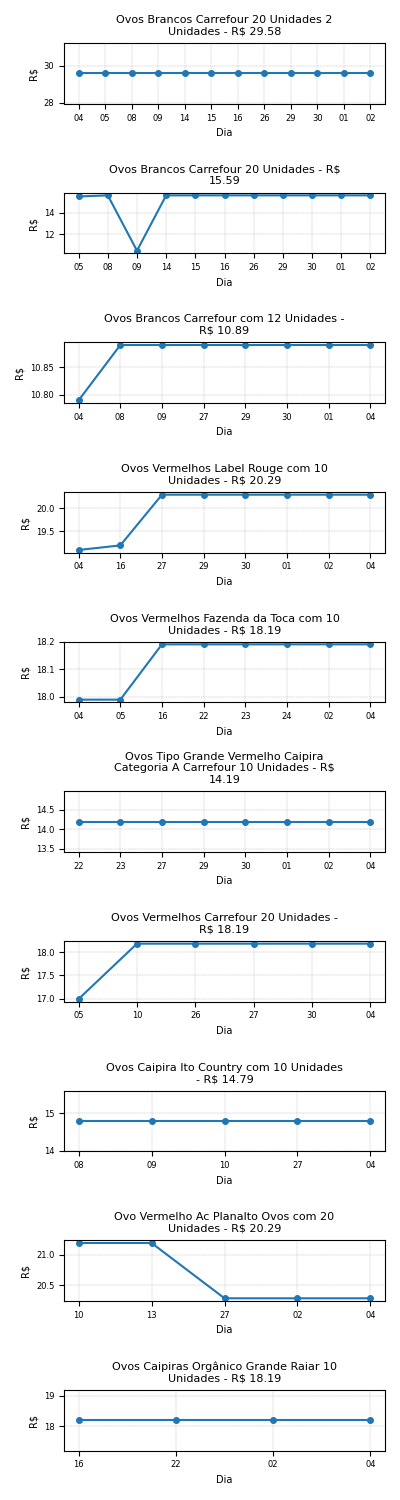 Ovos Brancos Carrefour 20 Unidades 2
Unidades - R$ 29.58
30
28
R$
04 05 08 09 14 15 16 26 29 30 01 02
Dia
Ovos Brancos Carrefour 20 Unidades - R$
15.59
14
12
R$
05 08 09 14 15 16 26 29 30 01 02
Dia
Ovos Brancos Carrefour com 12 Unidades -
R$ 10.89
10.85
10.80
R$
04 08 09 27 29 30 01 04
Dia
Ovos Vermelhos Label Rouge com 10
Unidades - R$ 20.29
20.0
19.5
R$
04 16 27 29 30 01 02 04
Dia
Ovos Vermelhos Fazenda da Toca com 10
Unidades - R$ 18.19
18.2
18.1
18.0
R$
04 05 16 22 23 24 02 04
Dia
Ovos Tipo Grande Vermelho Caipira
Categoria A Carrefour 10 Unidades - R$
14.19
14.5
14.0
13.5
R$
22 23 27 29 30 01 02 04
Dia
Ovos Vermelhos Carrefour 20 Unidades -
R$ 18.19
18.0
17.5
17.0
R$
05 10 26 27 30 04
Dia
Ovos Caipira Ito Country com 10 Unidades
- R$ 14.79
15
14
R$
08 09 10 27 04
Dia
Ovo Vermelho Ac Planalto Ovos com 20
Unidades - R$ 20.29
21.0
20.5
R$
10 13 27 02 04
Dia
Ovos Caipiras Orgânico Grande Raiar 10
Unidades - R$ 18.19
19
18
R$
16 22 02 04
Dia